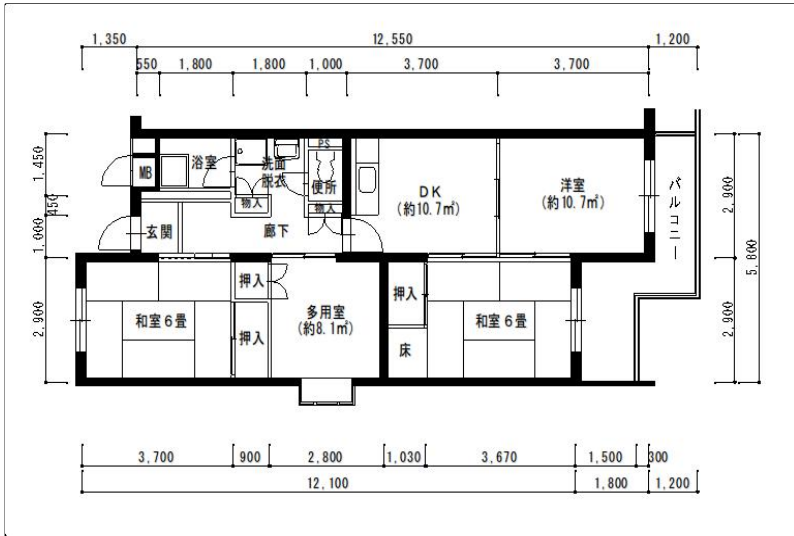 1,350
12,550
1,200
550
1,800
1,800
1,000
3,700
3,700
1,450
450
1,000
2,900
MB
浴室
洗面
脱衣
PS
便所
物入
物入
玄関
廊下
DK
(約10.7㎡)
洋室
(約10.7㎡)
バルコニー
2,900
2,900
5,800
和室6畳
押入
押入
多用室
(約8.1㎡)
押入
床
和室6畳
3,700
900
2,800
1,030
3,670
1,500
300
12,100
1,800
1,200